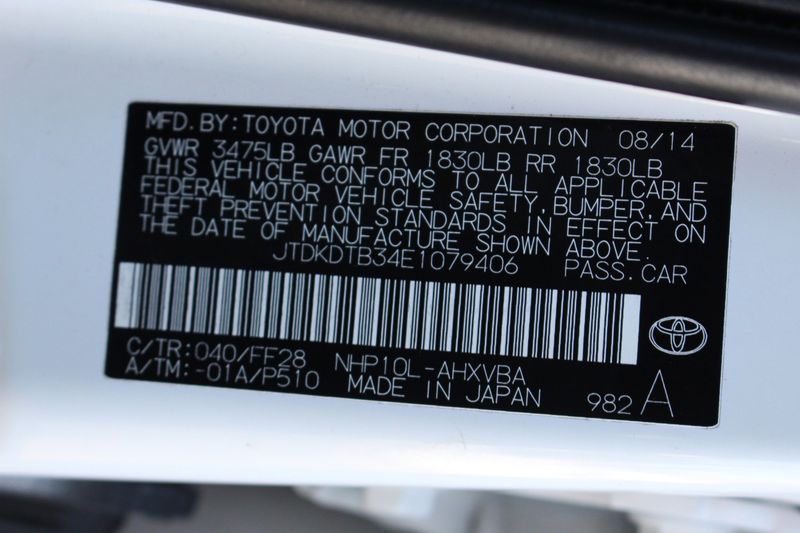 MFD.BY:TOYOTA MOTOR CORPORATION 08/14
GVWR 3475LB GAWR FR 1830LB RR 1830LB
THIS VEHICLE CONFORMS TO ALL APPLICABLE
FEDERAL MOTOR VEHICLE SAFETY, BUMPER, AND
THEFT PREVENTION STANDARDS IN EFFECT ON
THE DATE OF MANUFACTURE SHOWN ABOVE.
JTDKDTB34E1079406 PASS.CAR
C/TR:040/FF28 NHP10L-AHXVBA
A/TM:-01A/P510 MADE IN JAPAN 982 A